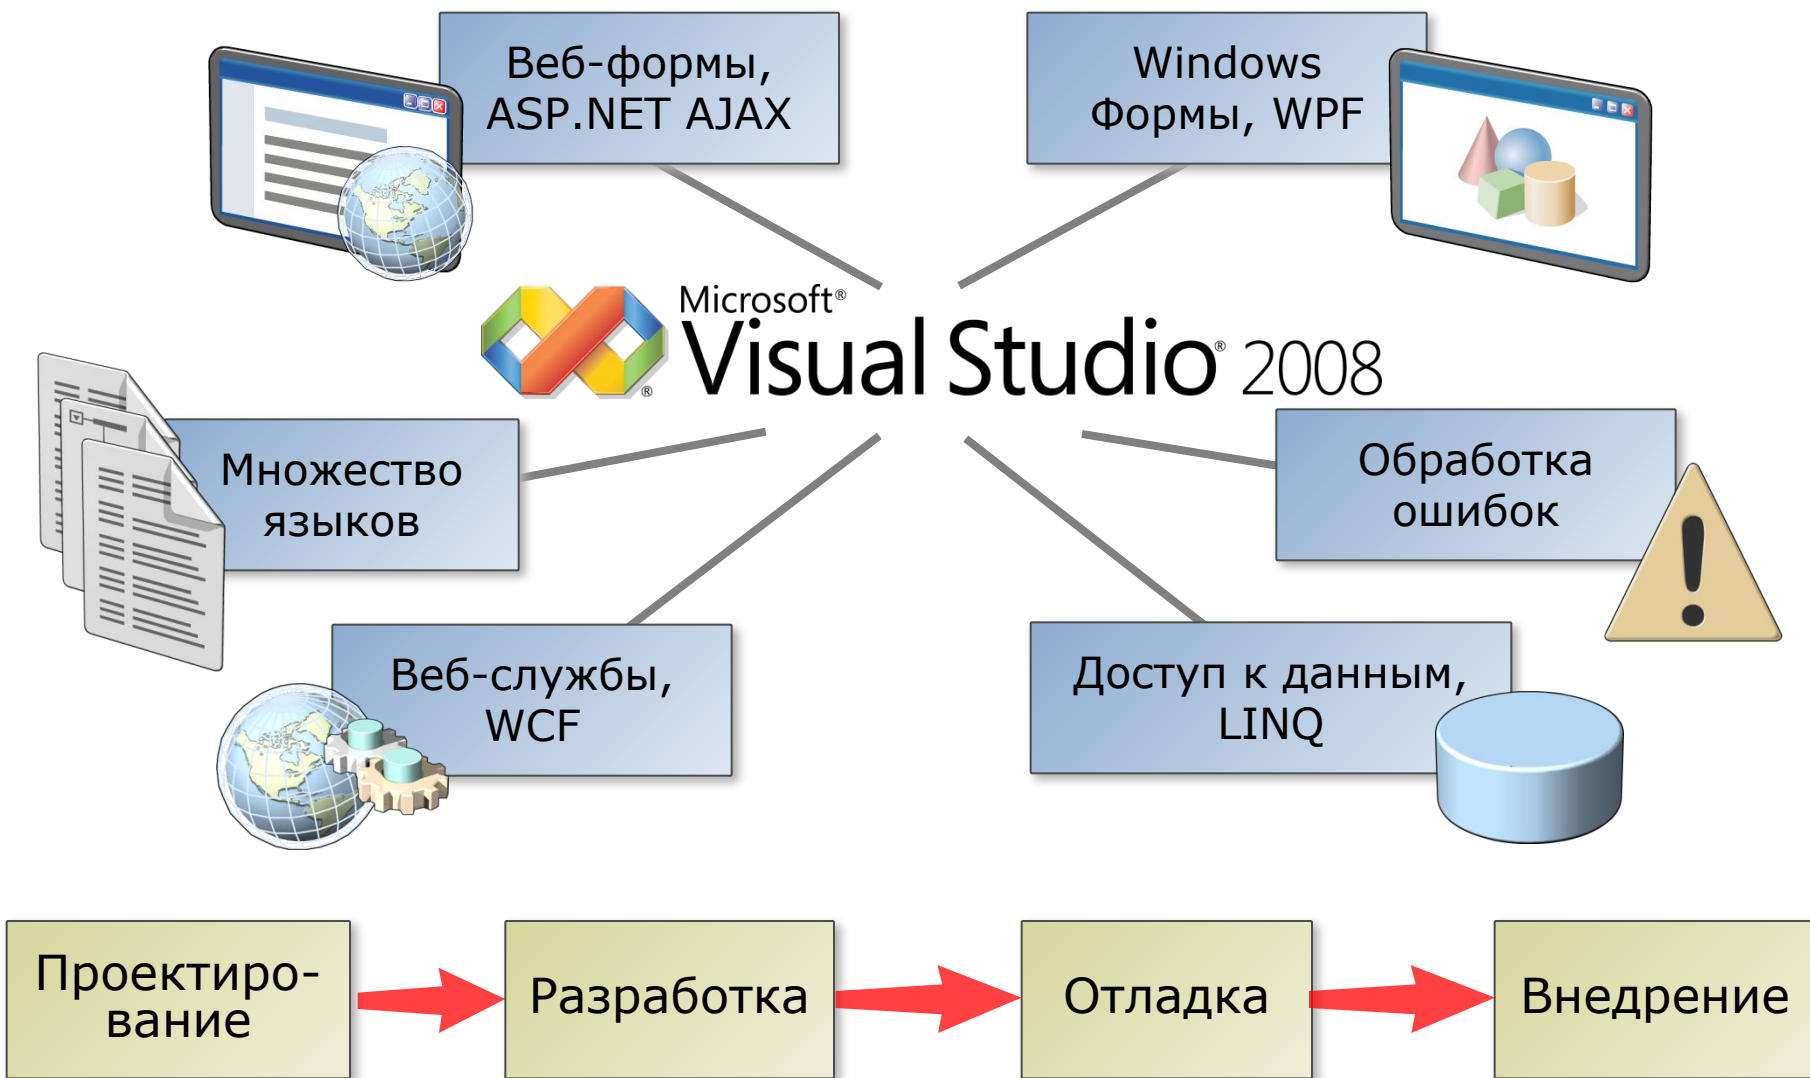 Веб-формы,
ASP.NET AJAX
Windows
Формы, WPF
Microsoft®
Visual Studio® 2008
®
Множество
языков
Обработка
ошибок
Веб-службы,
WCF
Доступ к данным,
LINQ
Проектиро-
вание
Разработка
Отладка
Внедрение